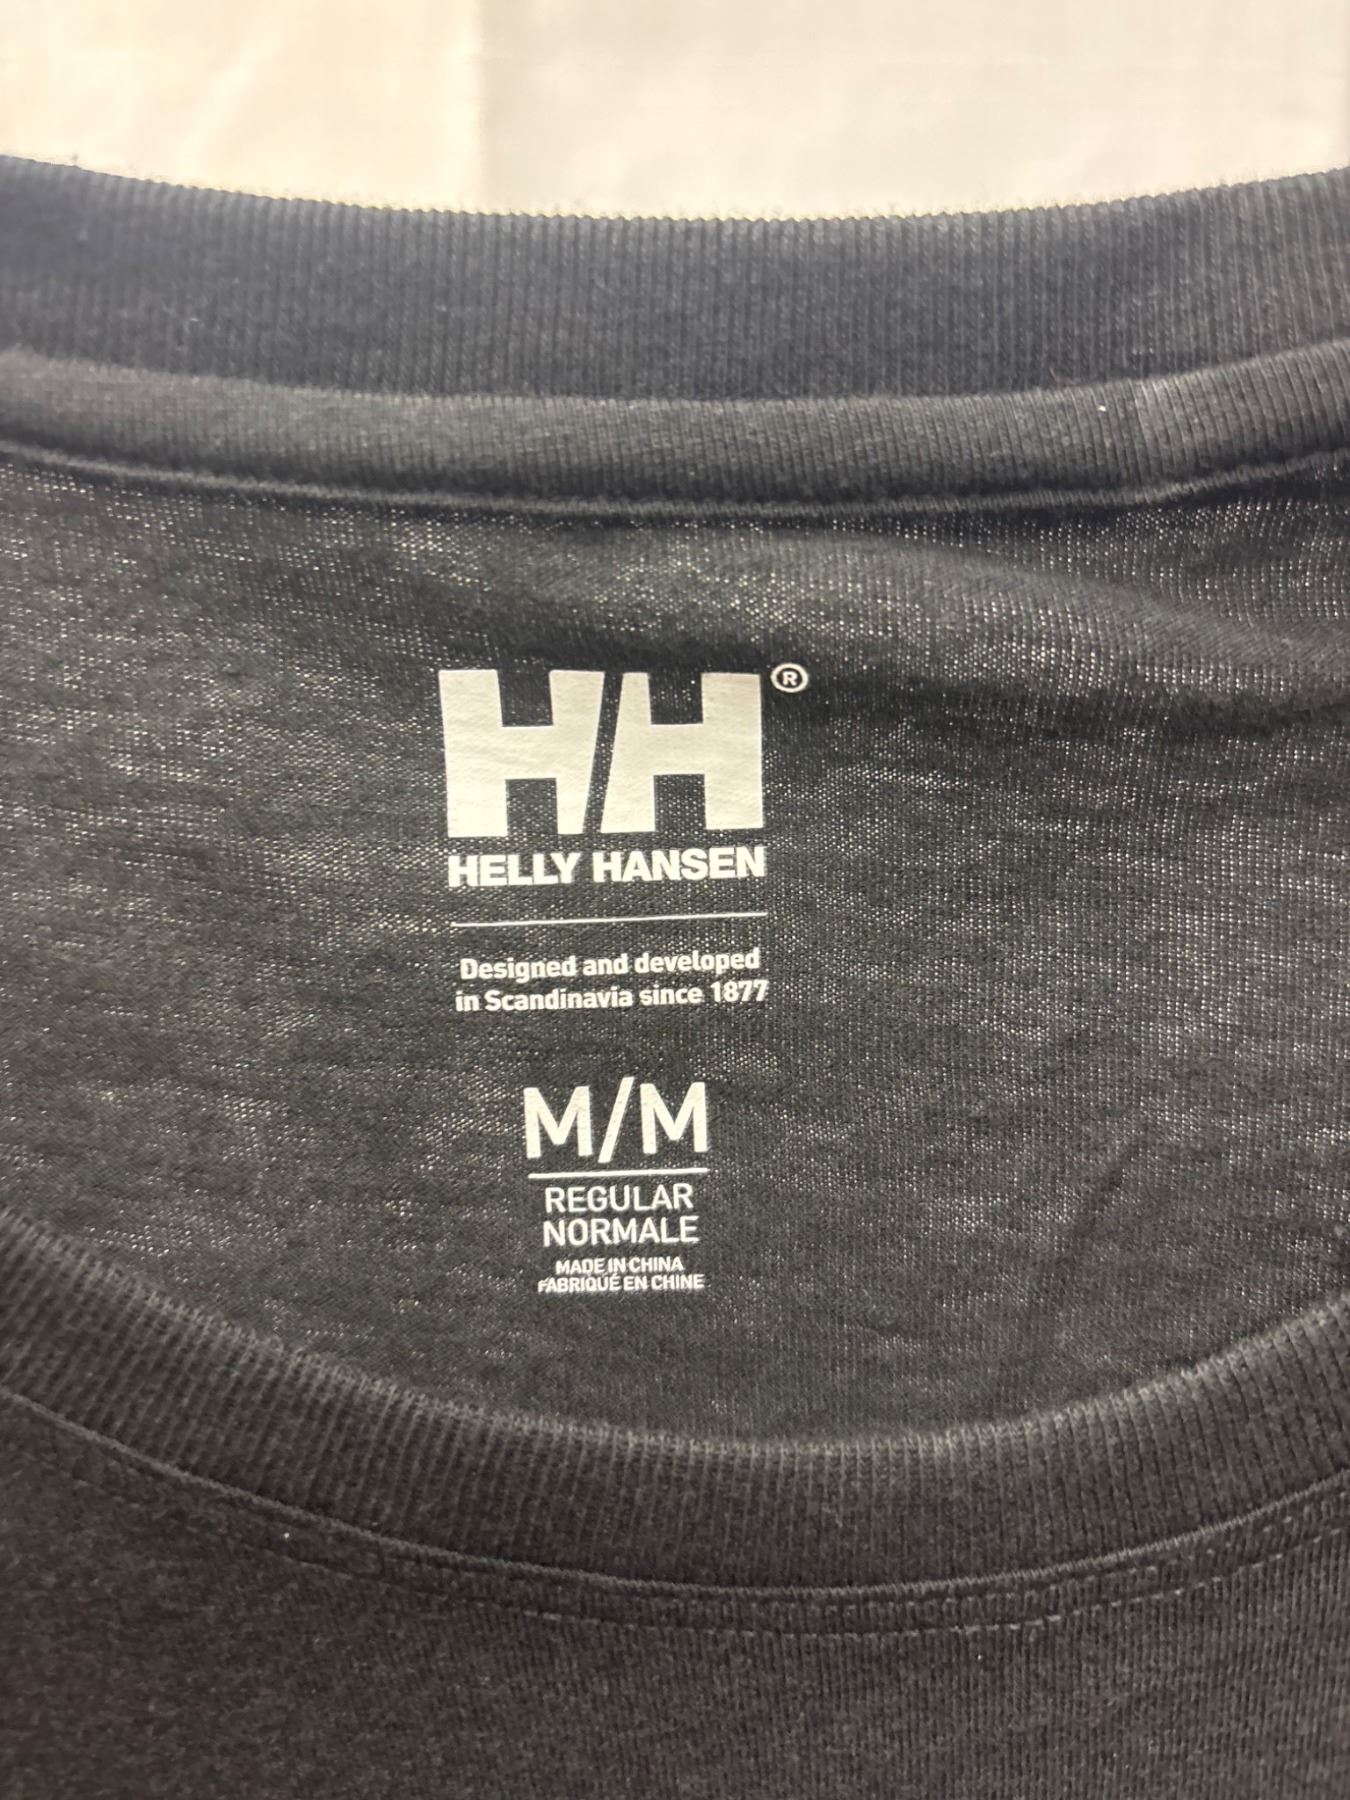 HH®
HELLY HANSEN
Designed and developed
in Scandinavia since 1877
M/M
REGULAR
NORMALE
MADE IN CHINA
FABRIQUÉ EN CHINE